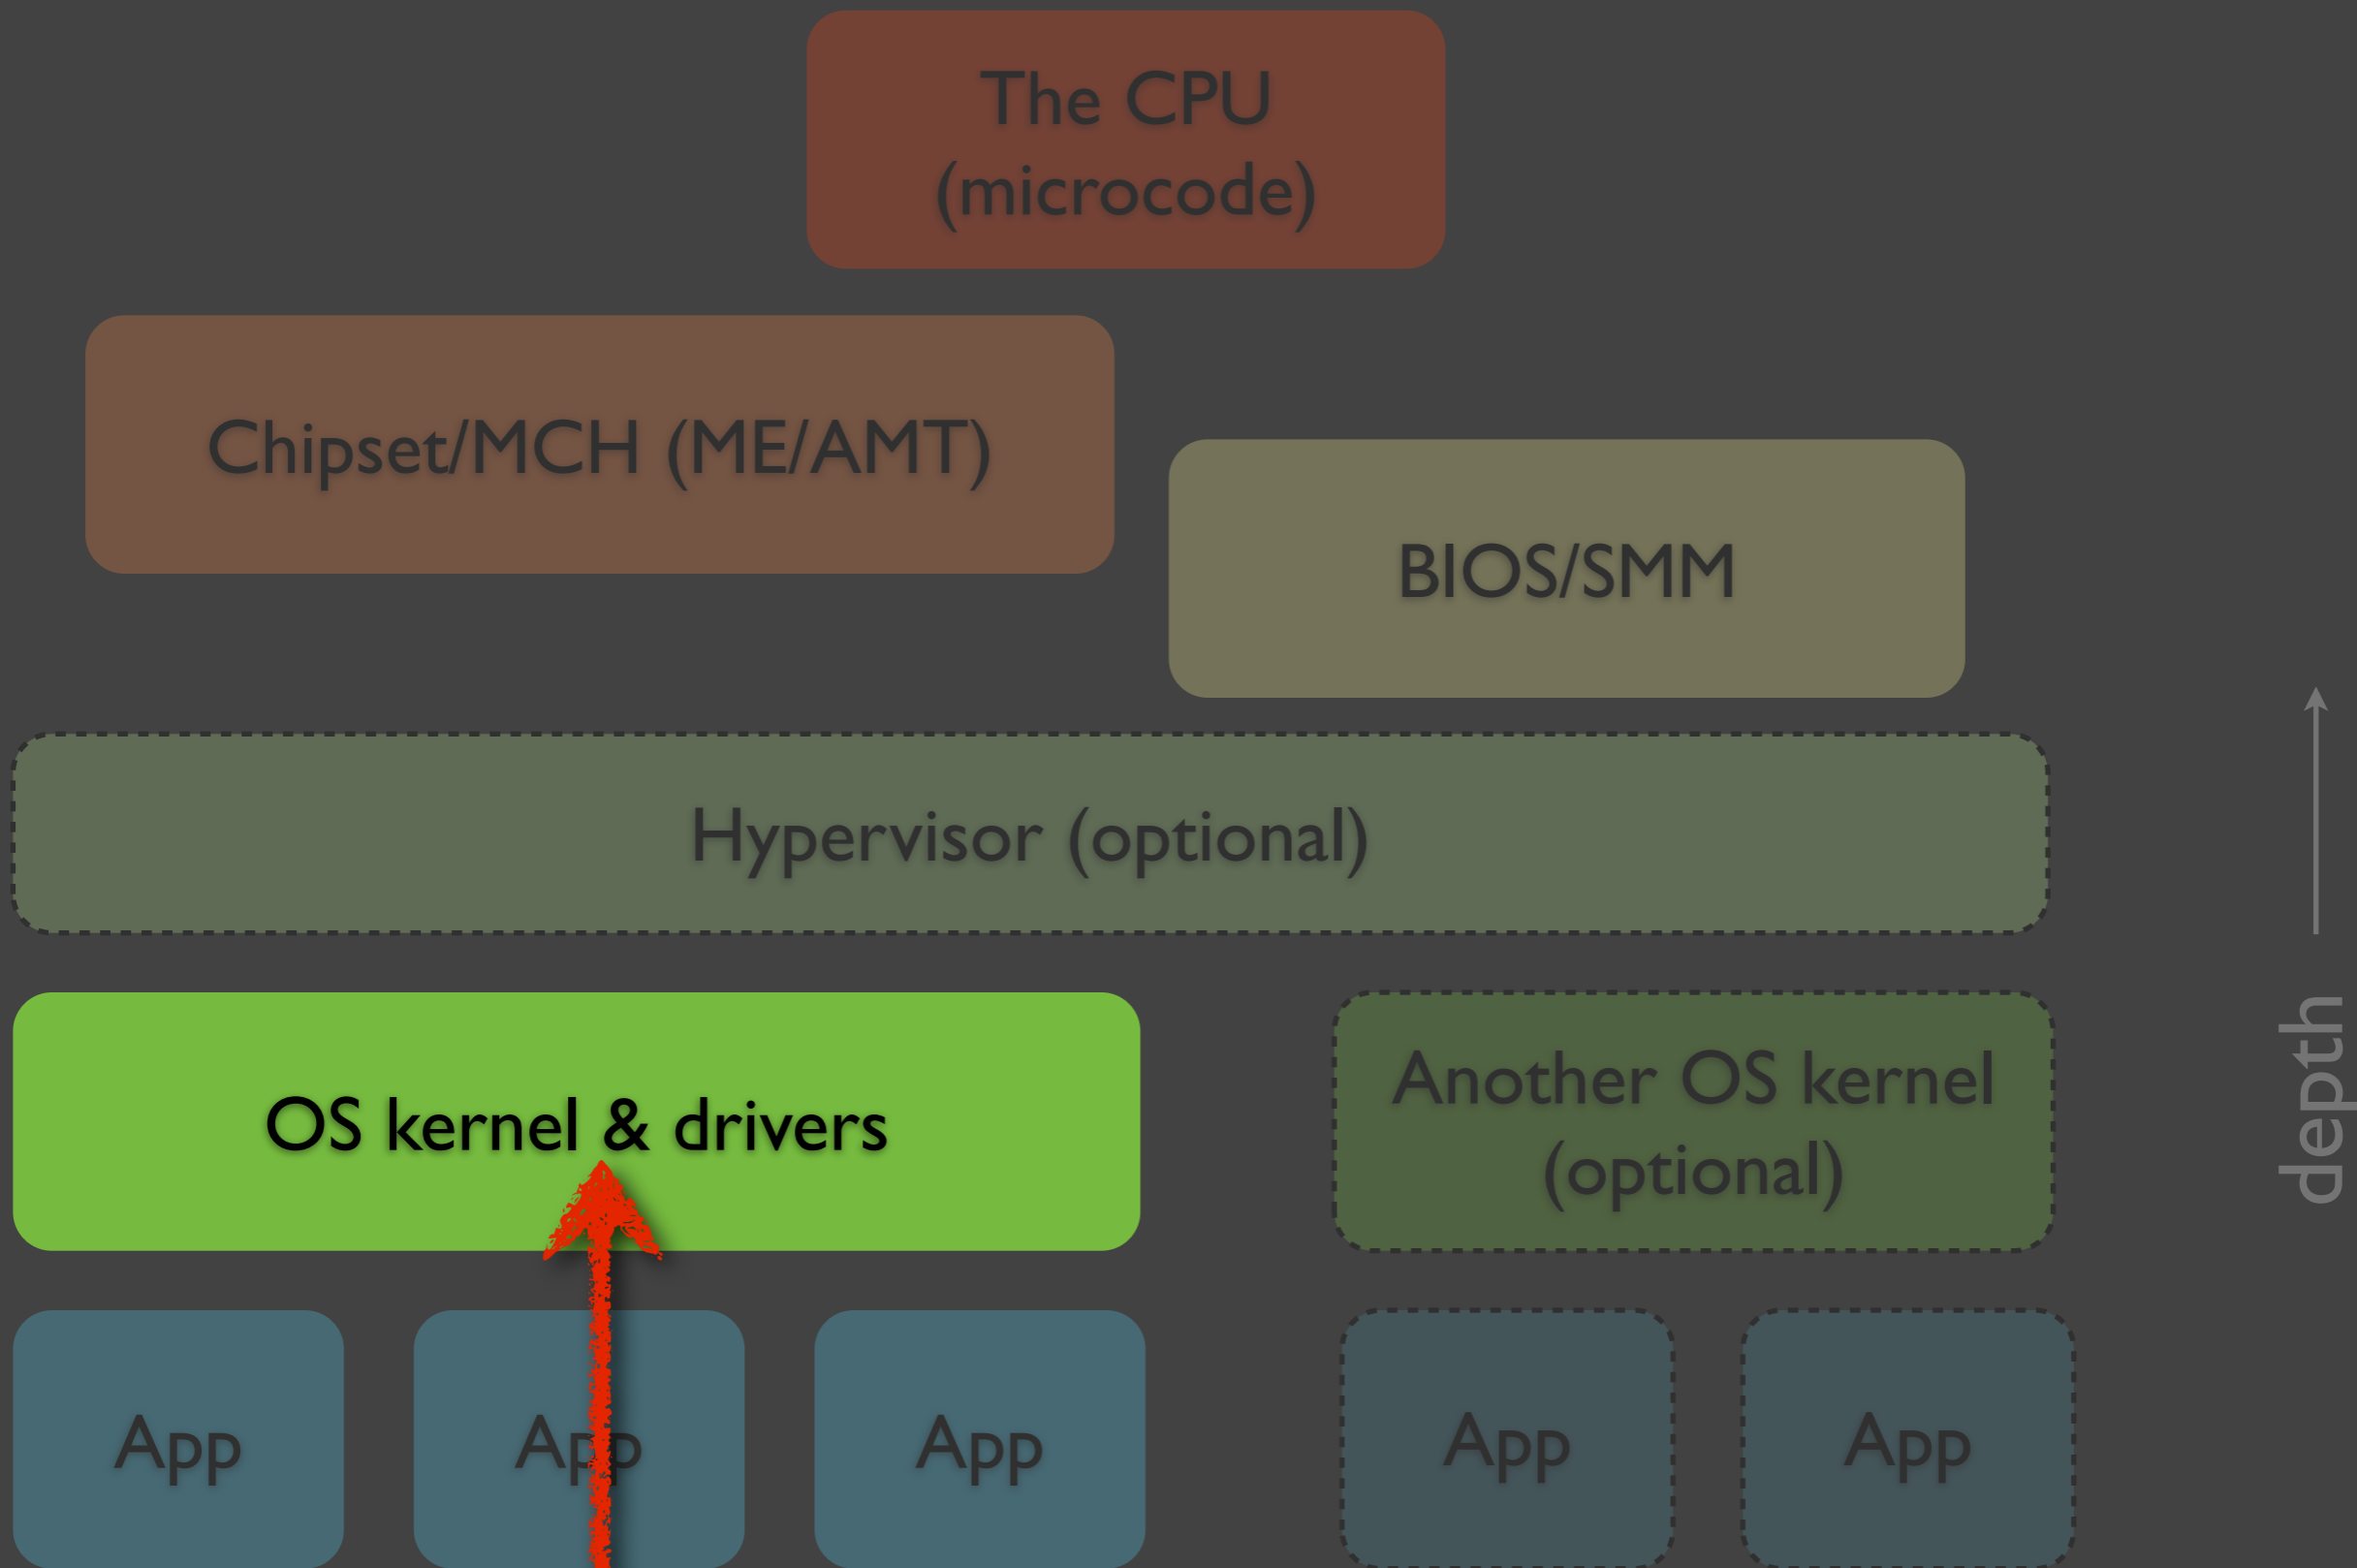 The CPU
(microcode)
Chipset/MCH (ME/AMT)
BIOS/SMM
Hypervisor (optional)
OS kernel & drivers
Another OS kernel
(optional)
App
App
App
App
App
depth